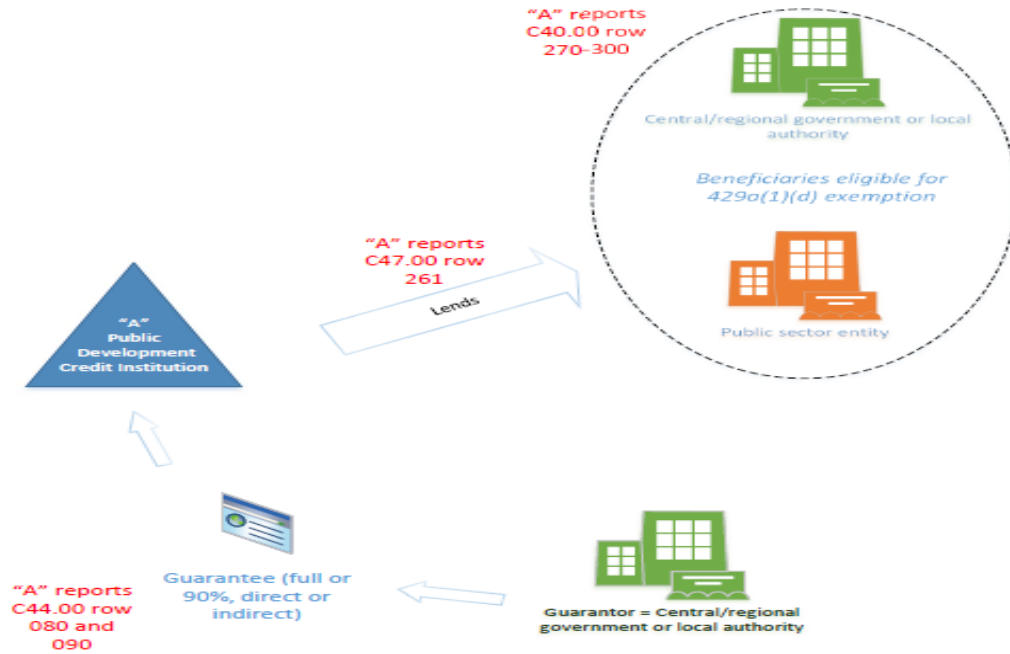 “A” reports
C40.00 row
270-300
Central/regional government or local
authority
Beneficiaries eligible for
429a(1)(d) exemption
Public sector entity
“A” reports
C47.00 row
261
Lends
“A”
Public
Development
Credit Institution
Guarantee (full or
90%, direct or
indirect)
“A” reports
C44.00 row
080 and
090
Guarantor = Central/regional
government or local authority